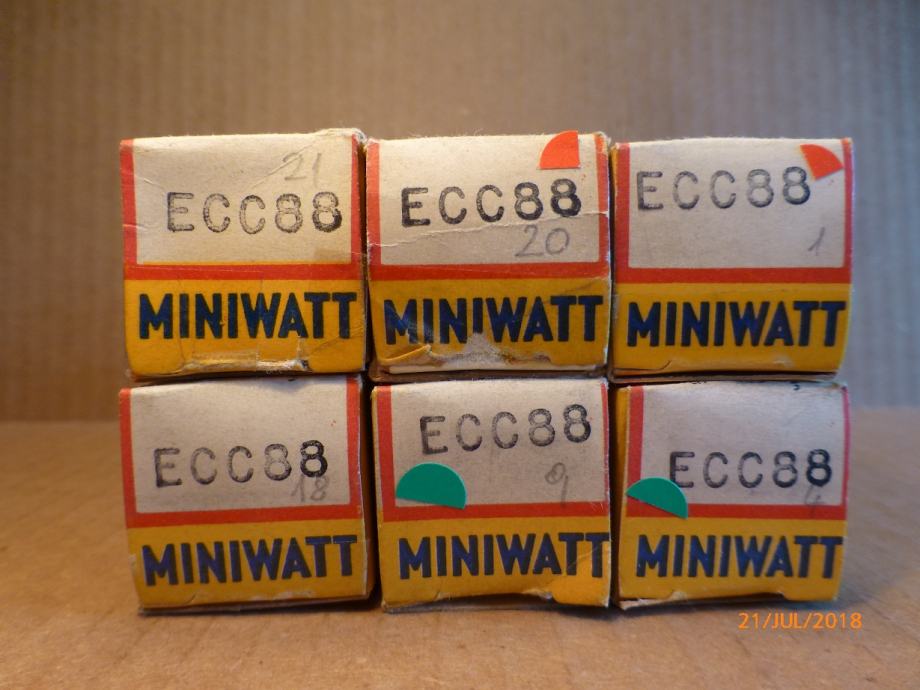 21
ECC88
MINIWATT
ECC88
20
MINIWATT
ECC88
1
MINIWATT
ECC88
18
MINIWATT
ECC88
9
MINIWATT
ECC88
4
MINIWATT
21/JUL/2018